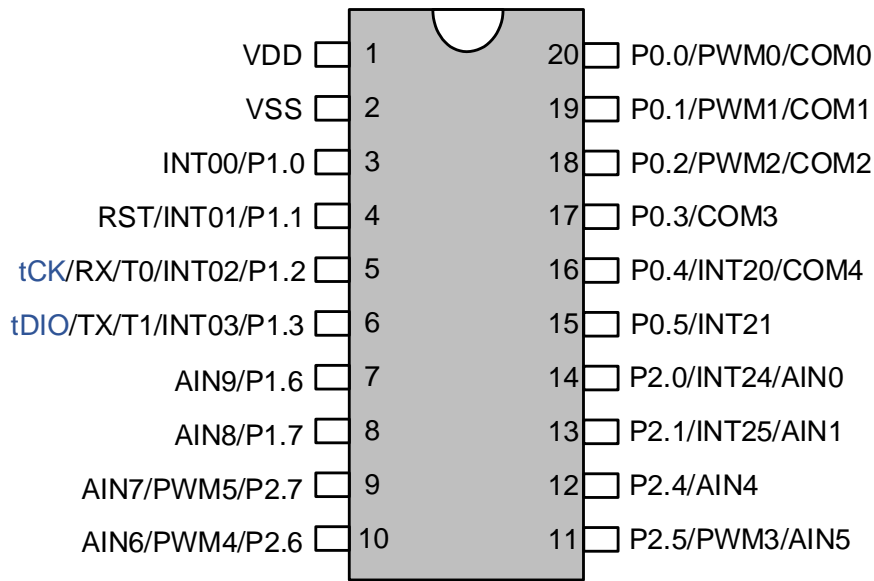 VDD 1 20 P0.0/PWM0/COM0
VSS 2 19 P0.1/PWM1/COM1
INT00/P1.0 3 18 P0.2/PWM2/COM2
RST/INT01/P1.1 4 17 P0.3/COM3
tCK/RX/T0/INT02/P1.2 5 16 P0.4/INT20/COM4
tDIO/TX/T1/INT03/P1.3 6 15 P0.5/INT21
AIN9/P1.6 7 14 P2.0/INT24/AIN0
AIN8/P1.7 8 13 P2.1/INT25/AIN1
AIN7/PWM5/P2.7 9 12 P2.4/AIN4
AIN6/PWM4/P2.6 10 11 P2.5/PWM3/AIN5